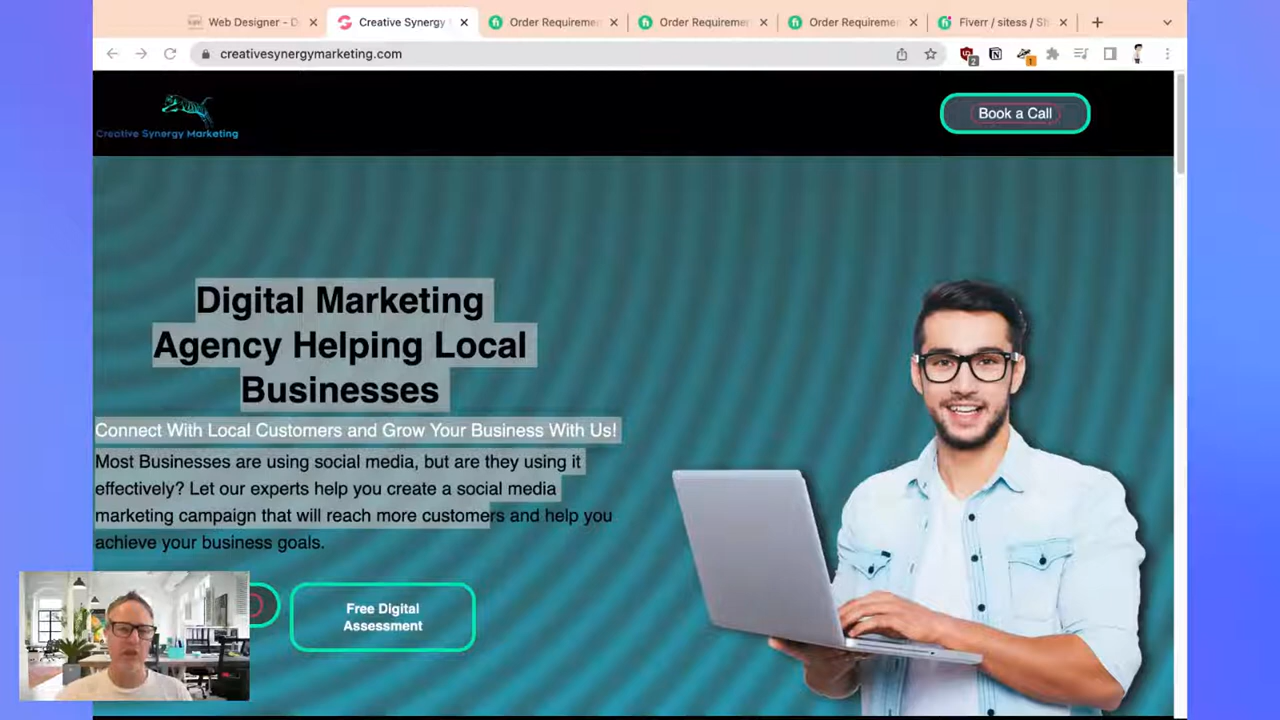 Web Designer - D
Creative Synergy
Order Requireme
Order Requireme
Order Requireme
Fiverr / sitess / Sh
creativesynergymarketing.com
2
1
Creative Synergy Marketing
Book a Call
Digital Marketing
Agency Helping Local
Businesses
Connect With Local Customers and Grow Your Business With Us!
Most Businesses are using social media, but are they using it
effectively? Let our experts help you create a social media
marketing campaign that will reach more customers and help you
achieve your business goals.
Free Digital
Assessment